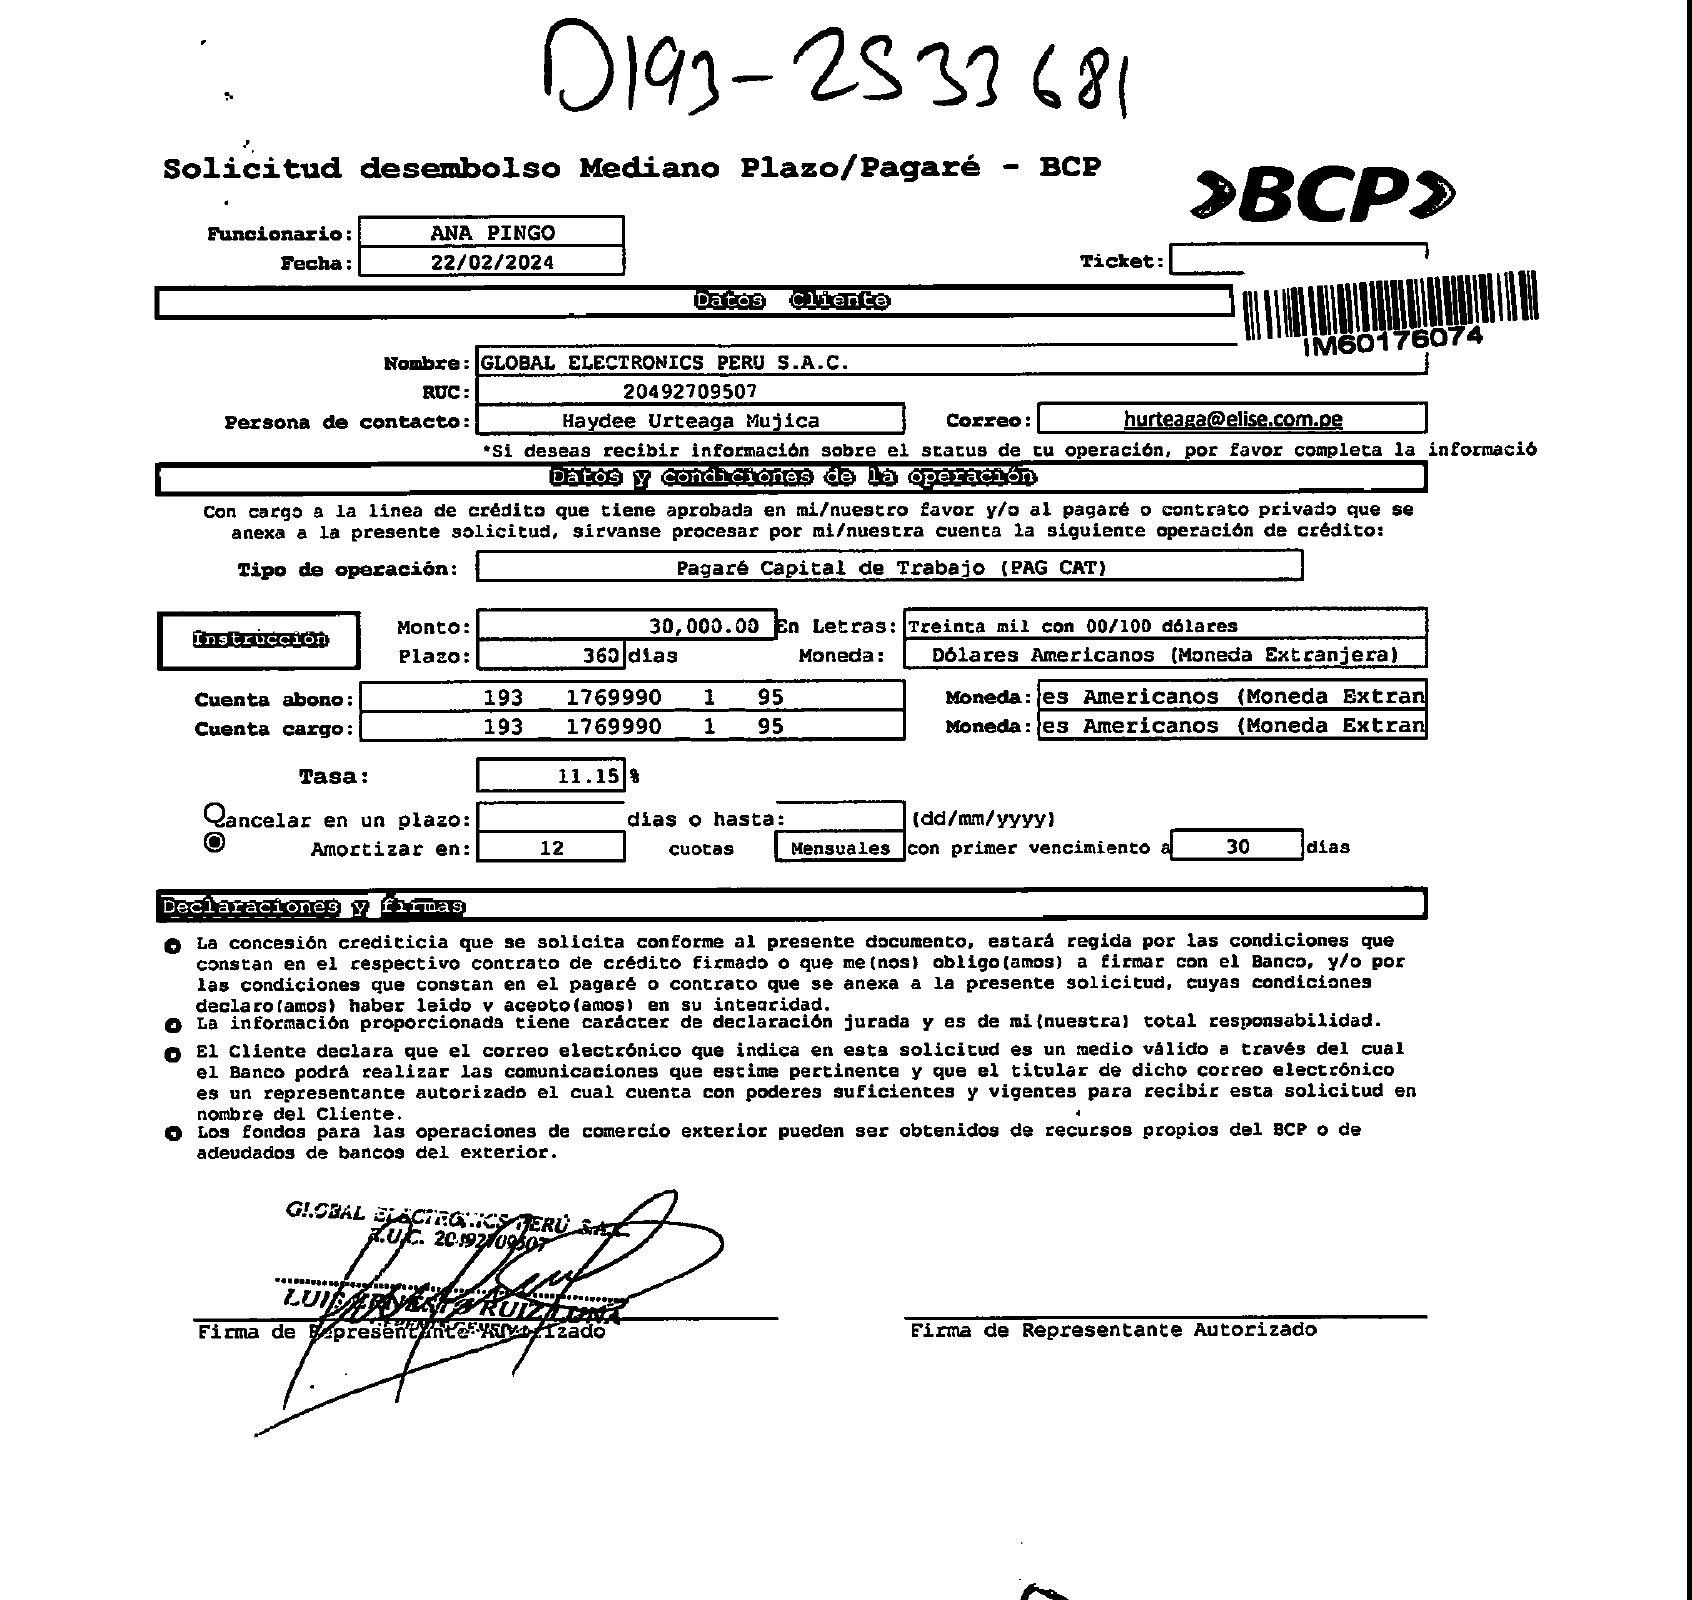 D193-2533681
Solicitud desembolso Mediano Plazo/Pagaré - BCP
BCP
Funcionario: ANA PINGO
Fecha: 22/02/2024
Ticket:
Datos Cliente
IM60176074
Nombre: GLOBAL ELECTRONICS PERU S.A.C.
RUC: 20492709507
Persona de contacto: Haydee Urteaga Mujica Correo: hurteaga@elise.com.pe
*Si deseas recibir información sobre el status de tu operación, por favor completa la informació
Datos y condiciones de la operación
Con cargo a la linea de crédito que tiene aprobada en mi/nuestro favor y/o al pagaré o contrato privado que se
anexa a la presente solicitud, sirvanse procesar por mi/nuestra cuenta la siguiente operación de crédito:
Tipo de operación: Pagaré Capital de Trabajo (PAG CAT)
Instrucción
Monto: 30,000.00 En Letras: Treinta mil con 00/100 dólares
Plazo: 360 dias Moneda: Dólares Americanos (Moneda Extranjera)
Cuenta abono: 193 1769990 1 95 Moneda: es Americanos (Moneda Extran
Cuenta cargo: 193 1769990 1 95 Moneda: es Americanos (Moneda Extran
Tasa: 11.15 %
Cancelar en un plazo: dias o hasta: (dd/mm/yyyy)
Amortizar en: 12 cuotas Mensuales con primer vencimiento a 30 dias
Declaraciones y firmas
La concesión crediticia que se solicita conforme al presente documento, estará regida por las condiciones que
constan en el respectivo contrato de crédito firmado o que me(nos) obligo(amos) a firmar con el Banco, y/o por
las condiciones que constan en el pagaré o contrato que se anexa a la presente solicitud, cuyas condiciones
declaro(amos) haber leido y acepto(amos) en su integridad.
La información proporcionada tiene carácter de declaración jurada y es de mi(nuestra) total responsabilidad.
El Cliente declara que el correo electrónico que indica en esta solicitud es un medio válido a través del cual
el Banco podrá realizar las comunicaciones que estime pertinente y que el titular de dicho correo electrónico
es un representante autorizado el cual cuenta con poderes suficientes y vigentes para recibir esta solicitud en
nombre del Cliente.
Los fondos para las operaciones de comercio exterior pueden ser obtenidos de recursos propios del BCP o de
adeudados de bancos del exterior.
GLOBAL ELECTRONICS PERÚ S.A.C.
R.U.C. 20492709507
LUIS ERNESTO RUIZ LUNA
Firma de Representante Autorizado
Firma de Representante Autorizado